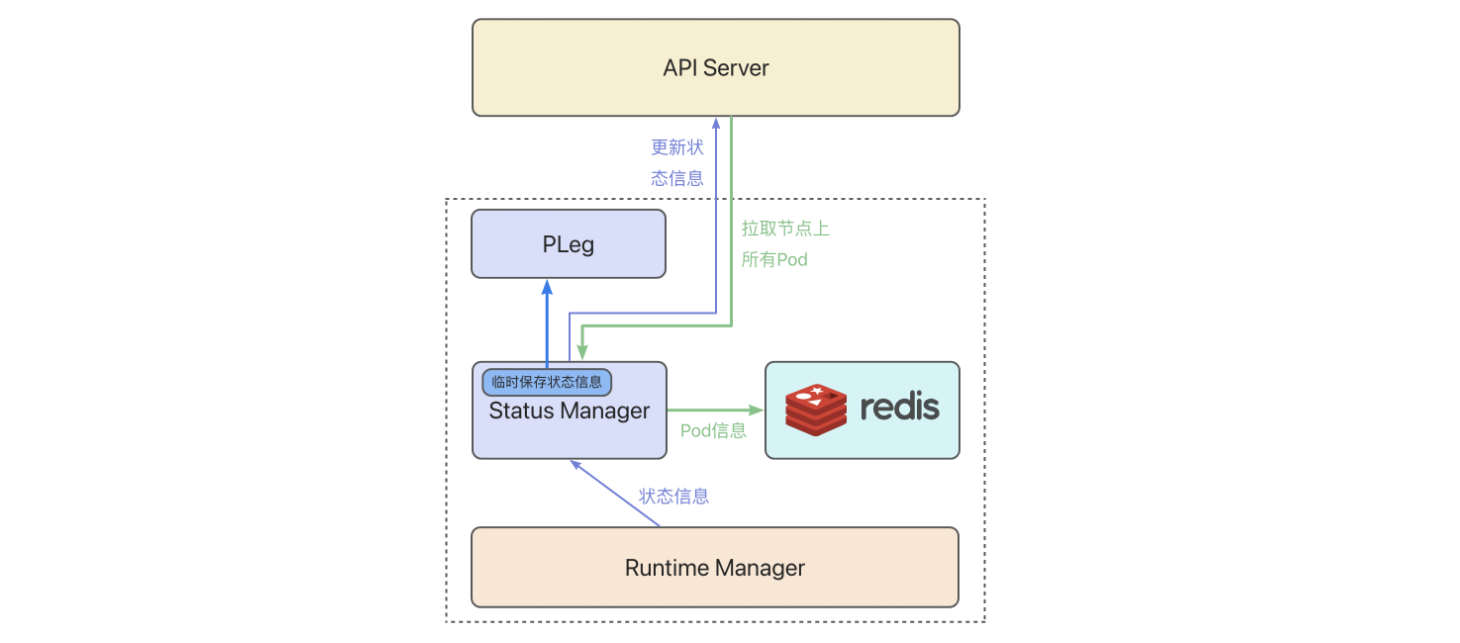 API Server
更新状
态信息
拉取节点上
所有Pod
PLeg
临时保存状态信息
Status Manager
Pod信息
redis
状态信息
Runtime Manager